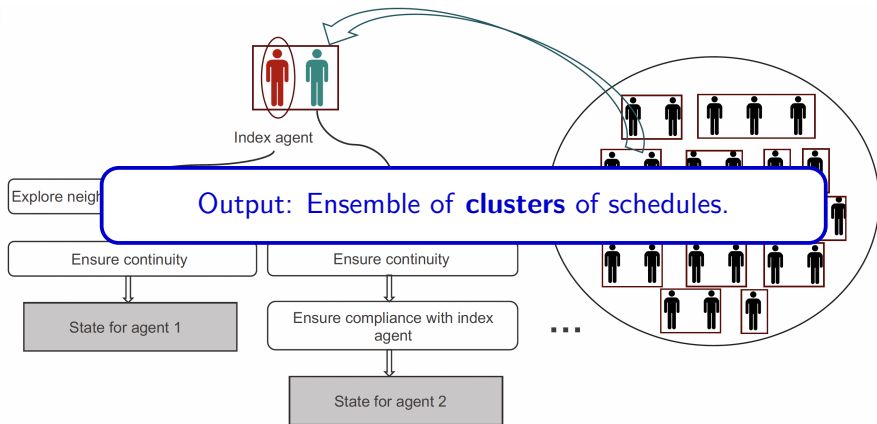 Index agent
Explore neigh
Output: Ensemble of clusters of schedules.
Ensure continuity
Ensure continuity
State for agent 1
Ensure compliance with index
agent
...
State for agent 2